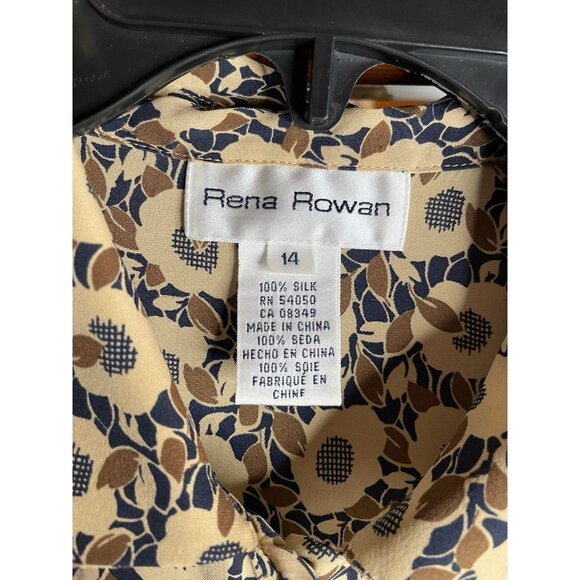 Rena Rowan
14
100% SILK
RN 54050
CA 08349
MADE IN CHINA
100% SEDA
HECHO EN CHINA
100% SOIE
FABRIQUÉ EN
CHINE